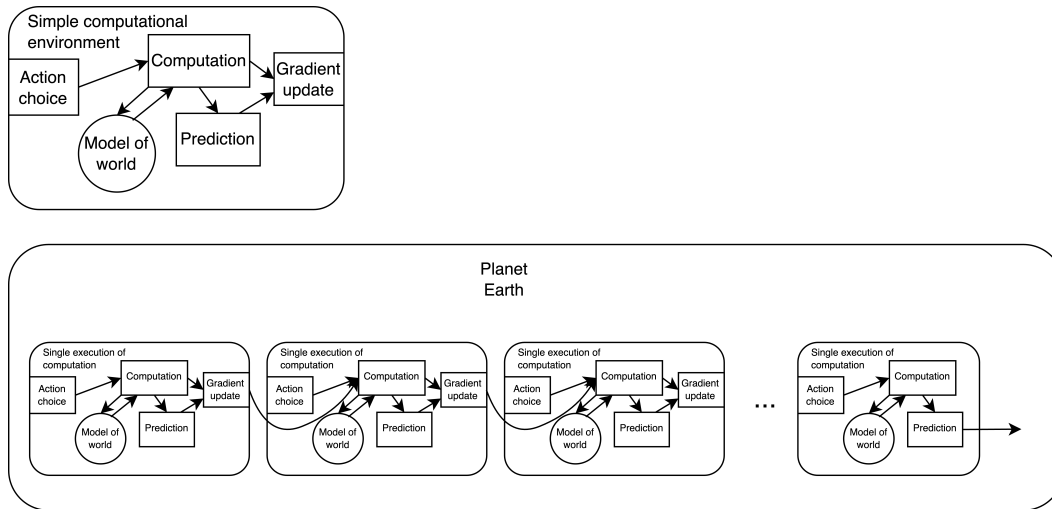 Simple computational
environment
Action
choice
Computation
Gradient
update
Model of
world
Prediction
Planet
Earth
Single execution of
computation
Action
choice
Computation
Gradient
update
Model of
world
Prediction
Single execution of
computation
Action
choice
Computation
Gradient
update
Model of
world
Prediction
Single execution of
computation
Action
choice
Computation
Gradient
update
Model of
world
Prediction
...
Single execution of
computation
Action
choice
Computation
Model of
world
Prediction